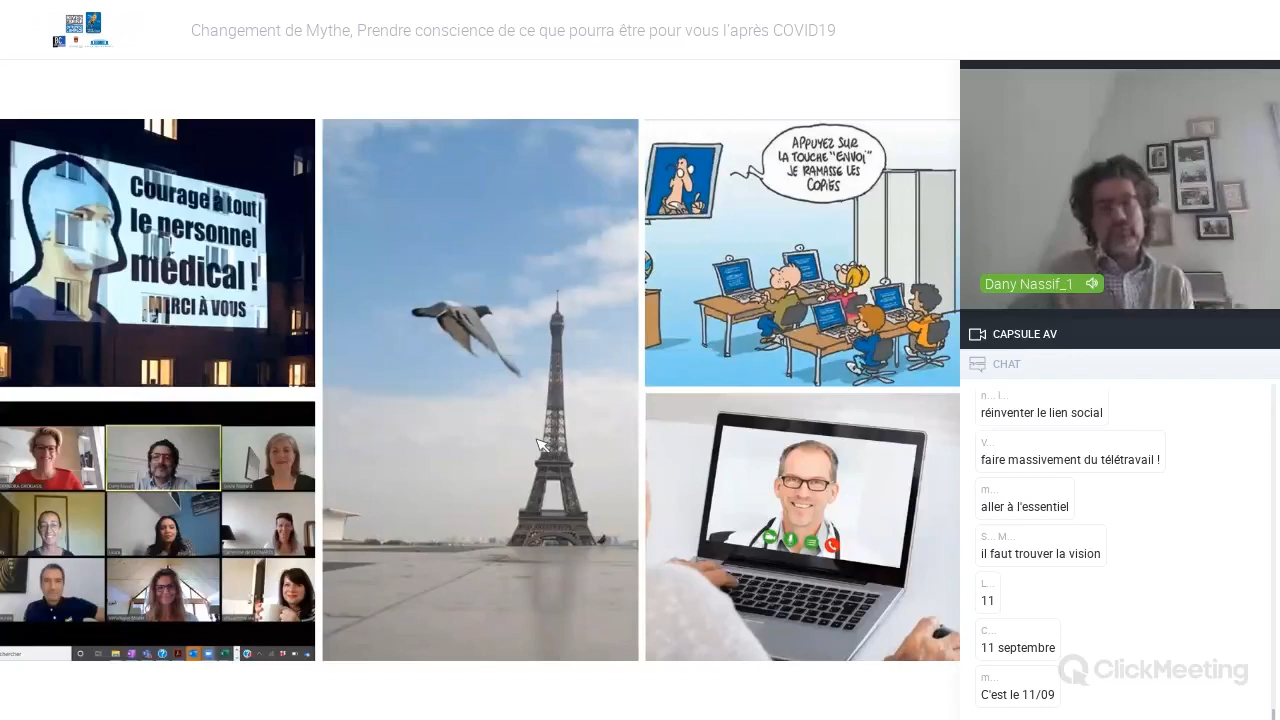 Changement de Mythe, Prendre conscience de ce que pourra être pour vous l'après COVID19
Courage à tout
le personnel
médical !
MERCI À VOUS
APPUYEZ SUR
LA TOUCHE "ENVOI"
JE RAMASSE LES
COPIES
Dany Nassif_1
CAPSULE AV
CHAT
n... l...
réinventer le lien social
V...
faire massivement du télétravail !
m...
aller à l'essentiel
S... M...
il faut trouver la vision
L...
11
C...
11 septembre
m...
C'est le 11/09
ClickMeeting